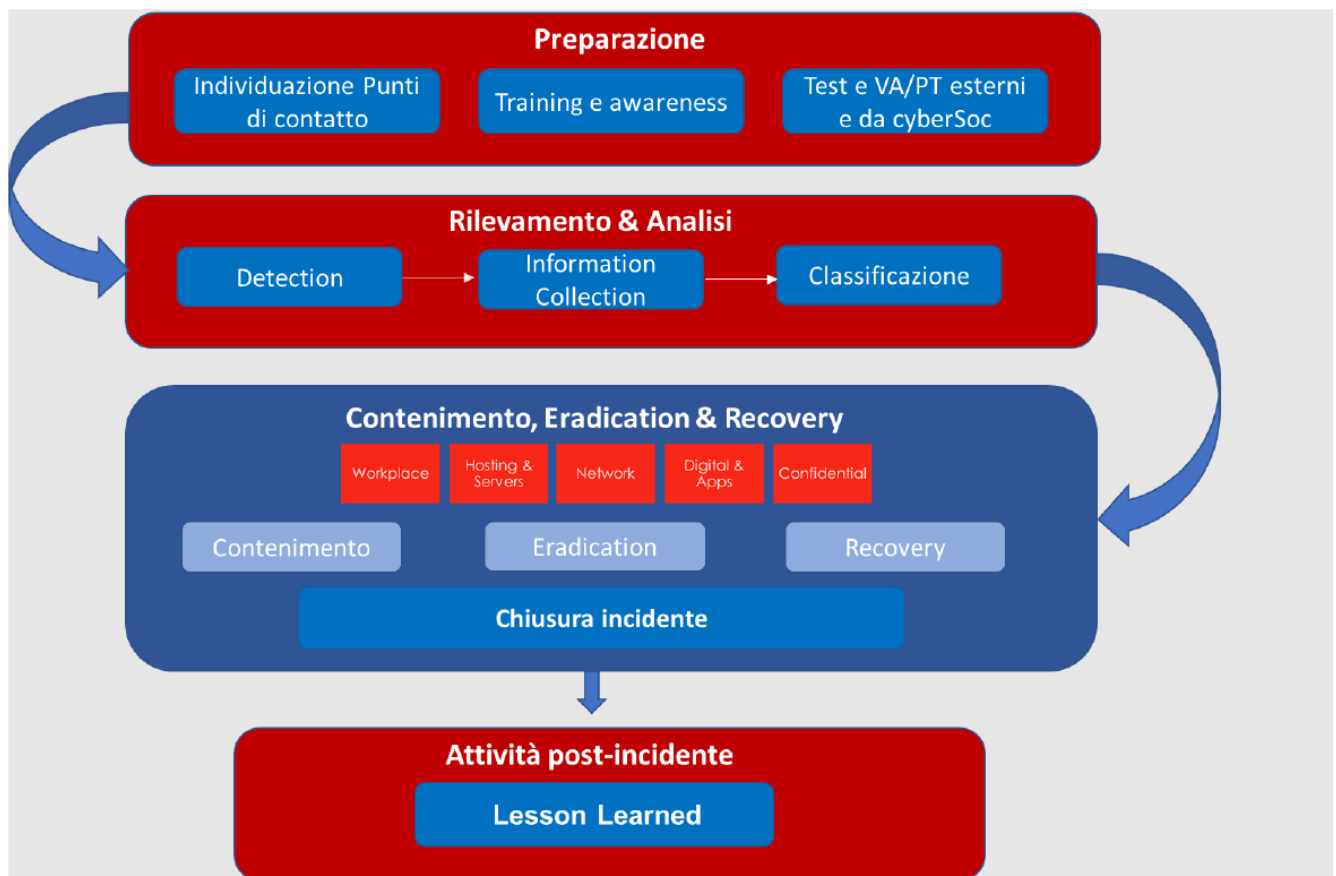 Preparazione
Individuazione Punti
di contatto
Training e awareness
Test e VA/PT esterni
e da cyberSoc
Rilevamento & Analisi
Detection
Information
Collection
Classificazione
Contenimento, Eradication & Recovery
Workplace
Hosting &
Servers
Network
Digital &
Apps
Confidential
Contenimento
Eradication
Recovery
Chiusura incidente
Attività post-incidente
Lesson Learned